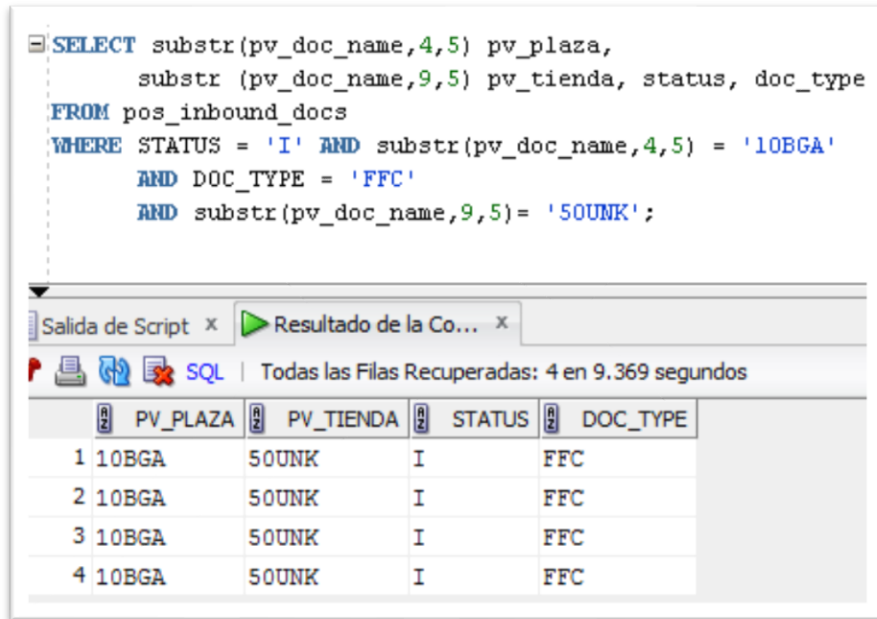 SELECT substr(pv_doc_name,4,5) pv_plaza,
substr (pv_doc_name,9,5) pv_tienda, status, doc_type
FROM pos_inbound_docs
WHERE STATUS = 'I' AND substr(pv_doc_name,4,5) = '10BGA'
AND DOC_TYPE = 'FFC'
AND substr(pv_doc_name,9,5)= '50UNK';
Salida de Script x Resultado de la Co... x
SQL | Todas las Filas Recuperadas: 4 en 9.369 segundos
PV_PLAZA PV_TIENDA STATUS DOC_TYPE
1 10BGA 50UNK I FFC
2 10BGA 50UNK I FFC
3 10BGA 50UNK I FFC
4 10BGA 50UNK I FFC